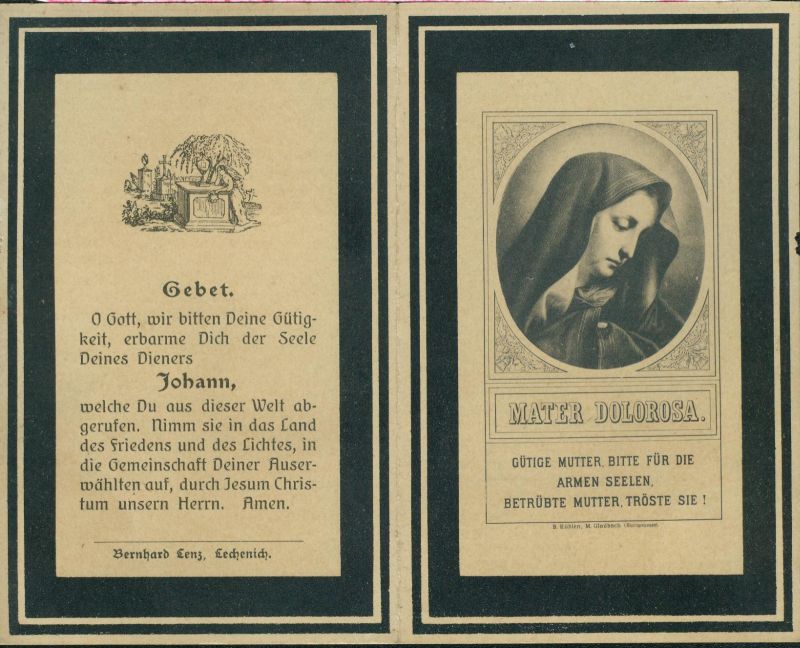 Gebet.
O Gott, wir bitten Deine Gütig-
keit, erbarme Dich der Seele
Deines Dieners
Johann,
welche Du aus dieser Welt ab-
gerufen. Nimm sie in das Land
des Friedens und des Lichtes, in
die Gemeinschaft Deiner Auser-
wählten auf, durch Jesum Chris-
tum unsern Herrn. Amen.
Bernhard Lenz, Lechenich.
MATER DOLOROSA.
GÜTIGE MUTTER, BITTE FÜR DIE
ARMEN SEELEN,
BETRÜBTE MUTTER, TRÖSTE SIE !
B. Kühlen, M. Gladbach